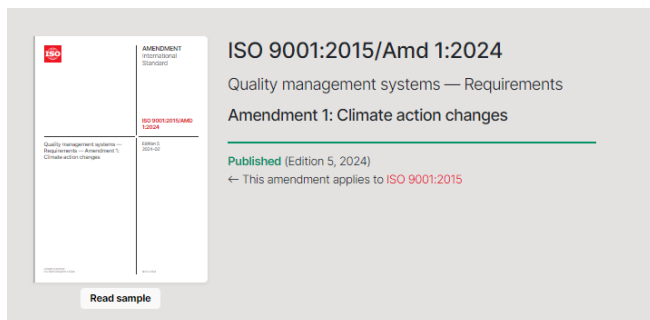 ISO
AMENDMENT
International
Standard
ISO 9001:2015/AMD
1:2024
Quality management systems —
Requirements — Amendment 1:
Climate action changes
Edition 5
2024-02
Read sample
ISO 9001:2015/Amd 1:2024
Quality management systems — Requirements
Amendment 1: Climate action changes
Published (Edition 5, 2024)
← This amendment applies to ISO 9001:2015